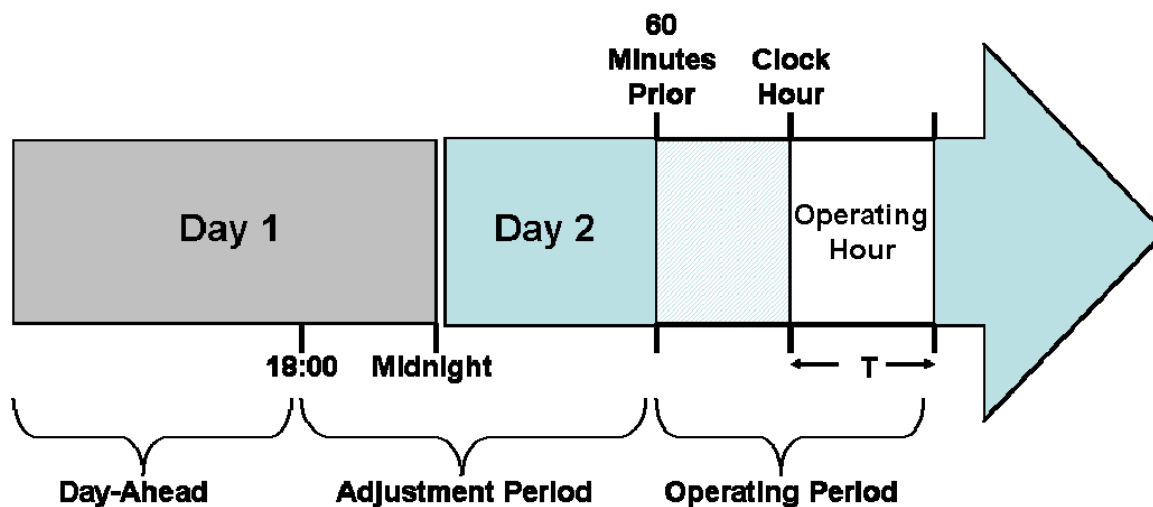 60
Minutes
Prior
Clock
Hour
Day 1
Day 2
Operating
Hour
18:00
Midnight
T
Day-Ahead
Adjustment Period
Operating Period